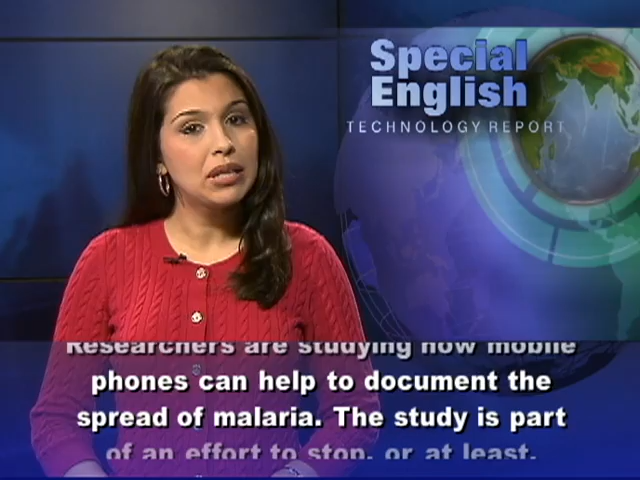 Special
English
TECHNOLOGY REPORT
Researchers are studying how mobile
phones can help to document the
spread of malaria. The study is part
of an effort to stop, or at least,